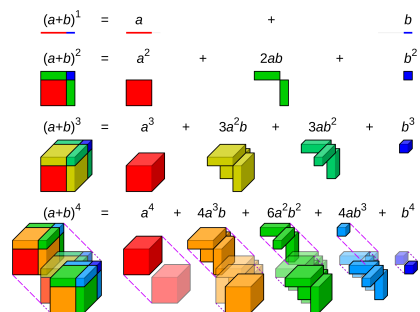 (a+b)¹ = a + b
(a+b)² = a² + 2ab + b²
(a+b)³ = a³ + 3a²b + 3ab² + b³
(a+b)⁴ = a⁴ + 4a³b + 6a²b² + 4ab³ + b⁴